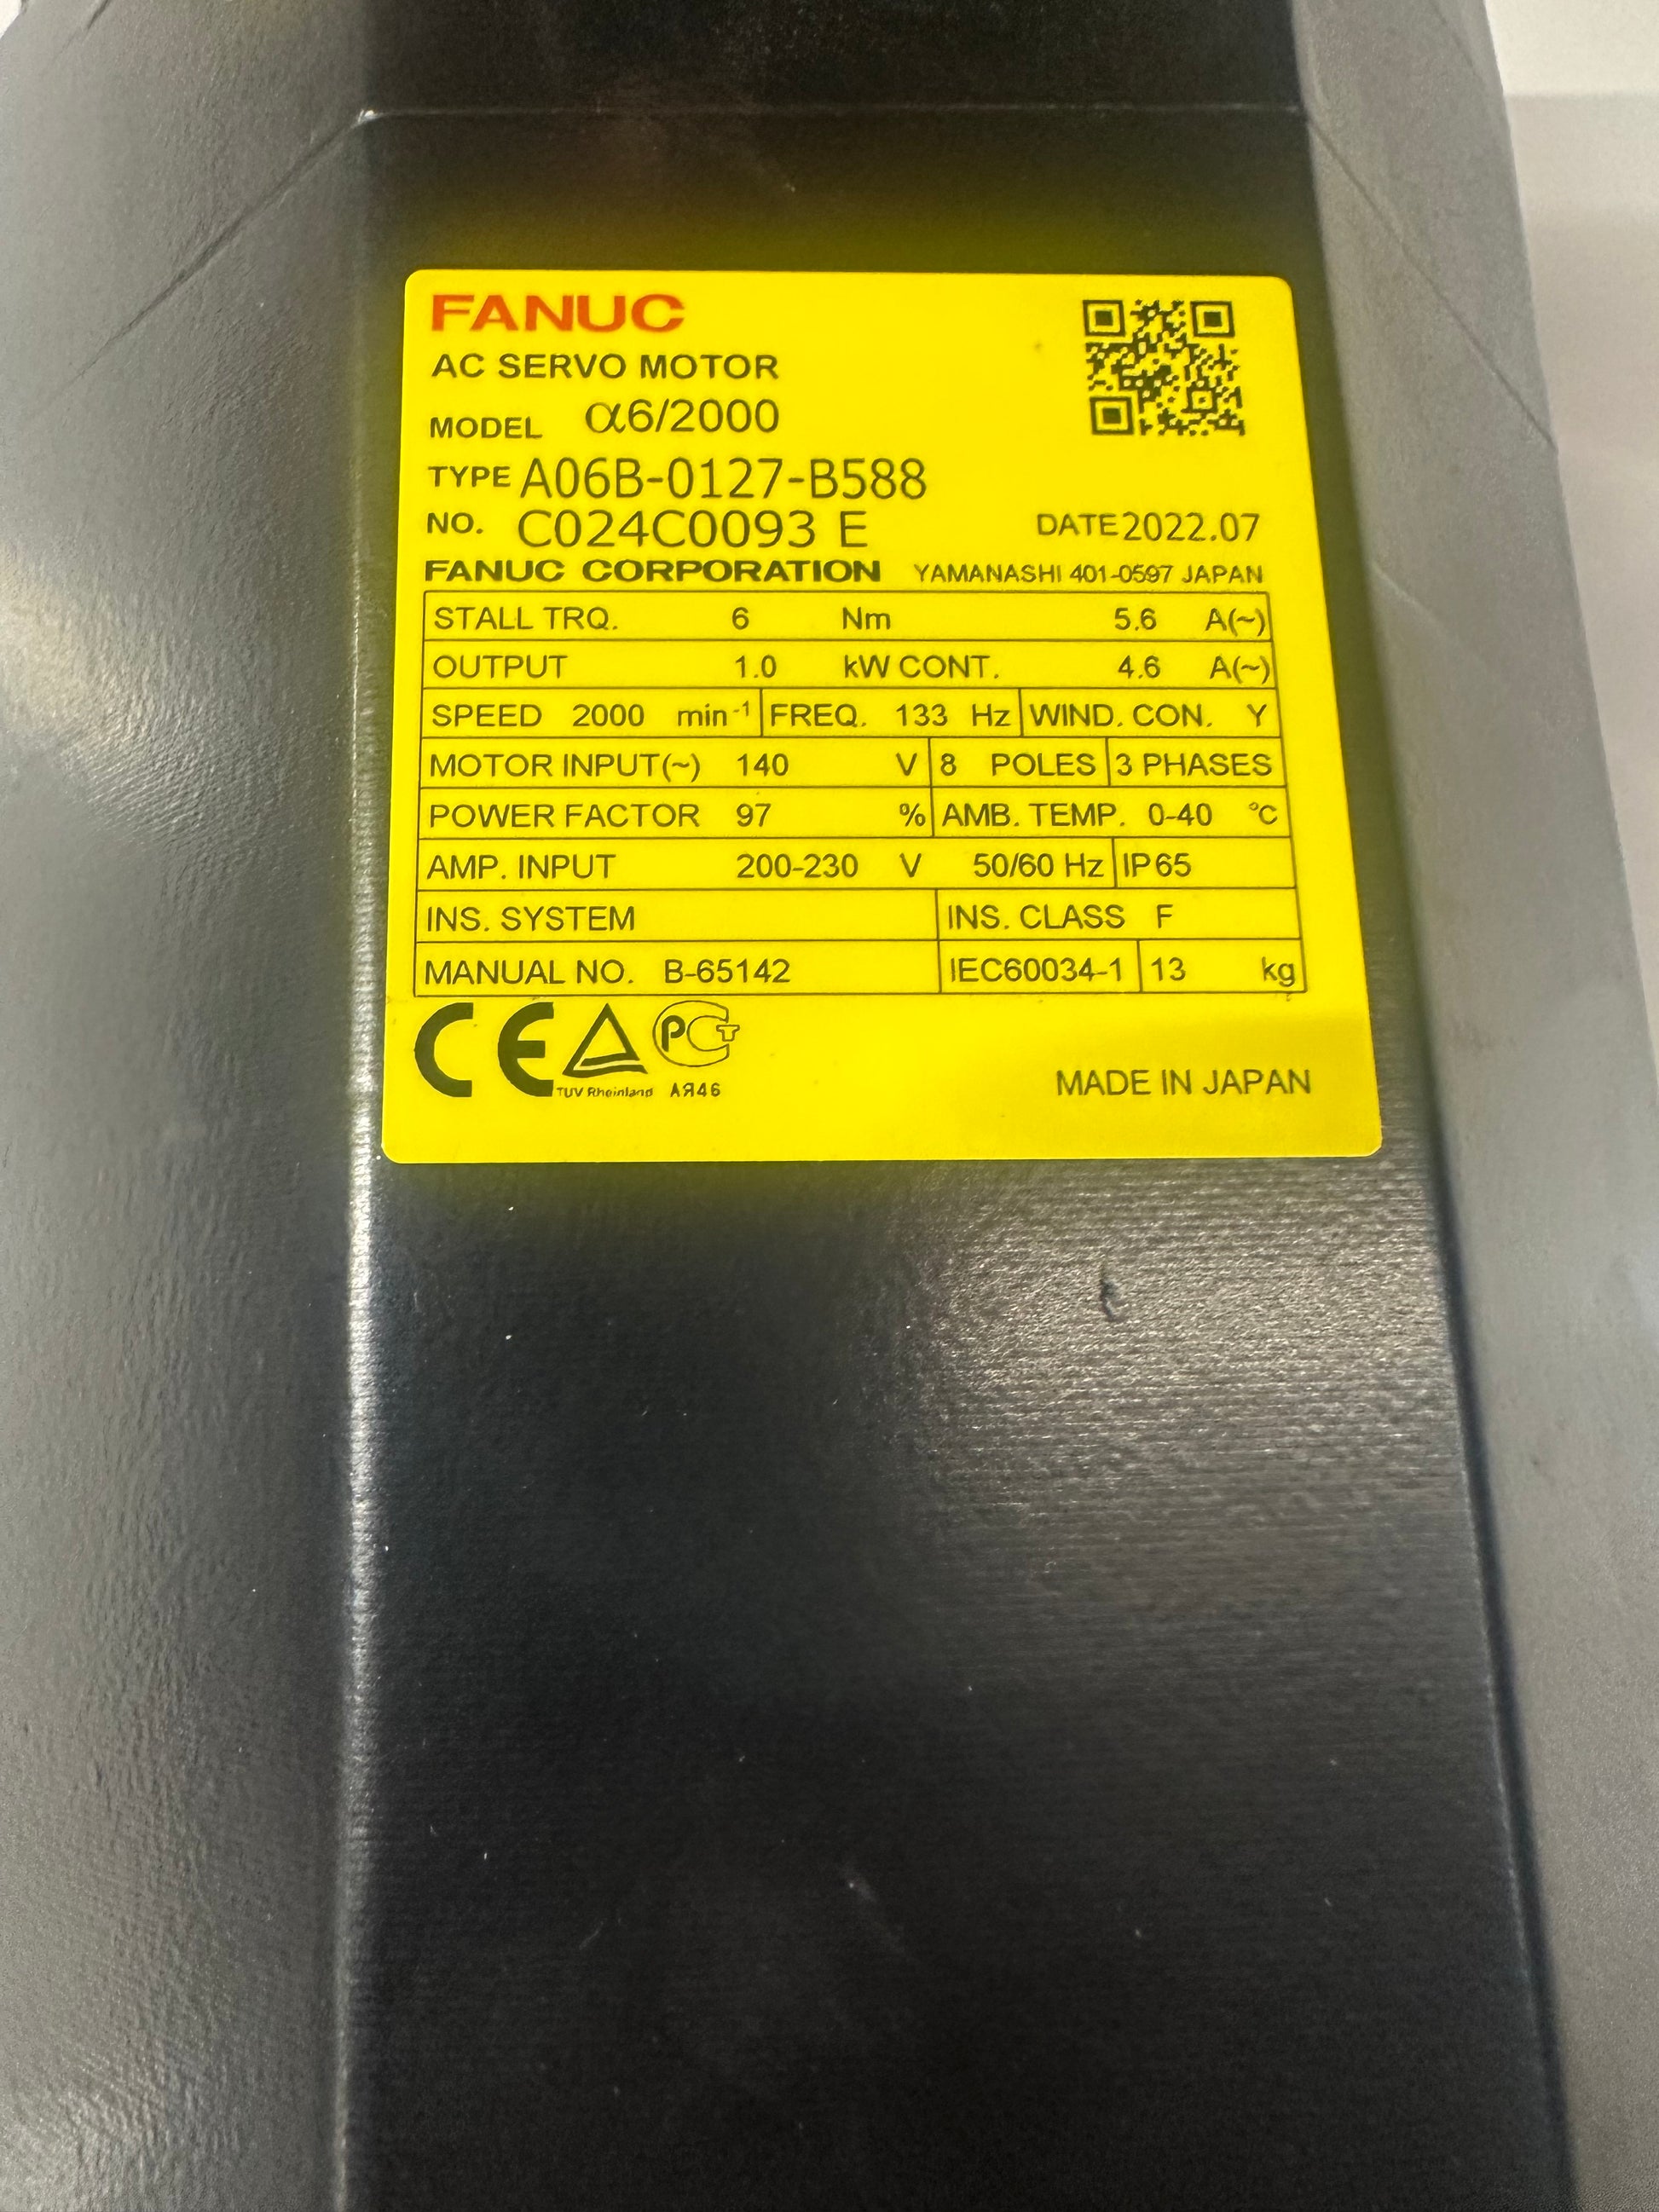 FANUC
AC SERVO MOTOR
MODEL α6/2000
TYPE A06B-0127-B588
NO. C024C0093 E DATE 2022.07
FANUC CORPORATION YAMANASHI 401-0597 JAPAN
STALL TRQ. 6 Nm 5.6 A(~)
OUTPUT 1.0 kW CONT. 4.6 A(~)
SPEED 2000 min⁻¹ FREQ. 133 Hz WIND. CON. Y
MOTOR INPUT(~) 140 V 8 POLES 3 PHASES
POWER FACTOR 97 % AMB. TEMP. 0-40 °C
AMP. INPUT 200-230 V 50/60 Hz IP 65
INS. SYSTEM INS. CLASS F
MANUAL NO. B-65142 IEC60034-1 13 kg
CE PCT
TUV Rheinland АЯ46
MADE IN JAPAN